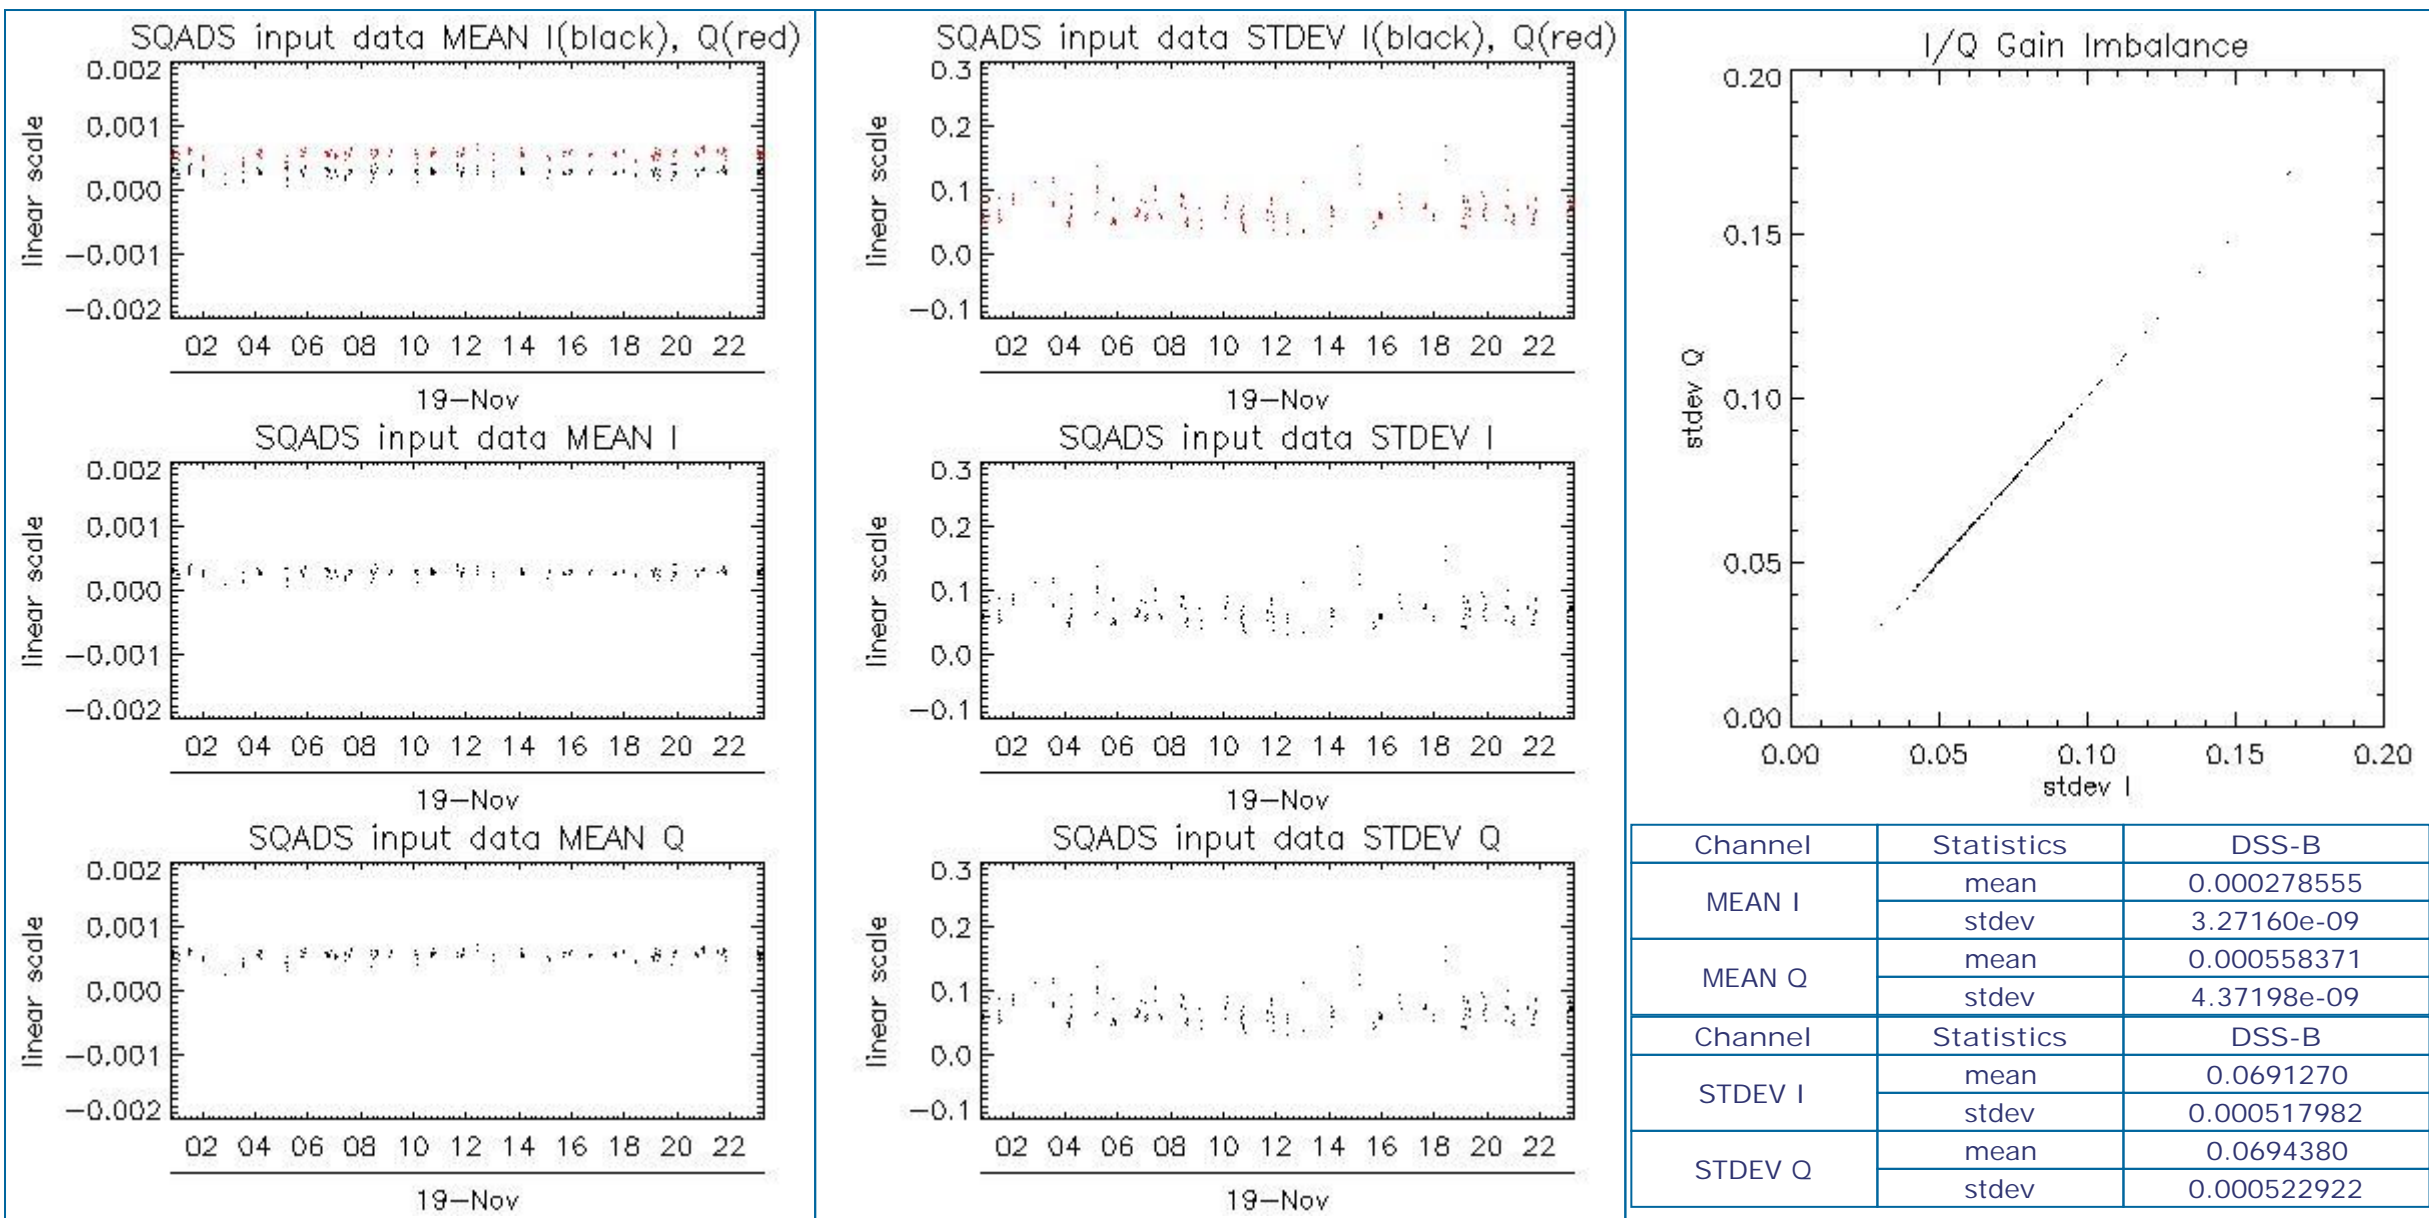 SQADS input data MEAN I(black), Q(red)
0.002
0.001
0.000
−0.001
−0.002
linear scale
02 04 06 08 10 12 14 16 18 20 22
19−Nov
SQADS input data MEAN I
0.002
0.001
0.000
−0.001
−0.002
linear scale
02 04 06 08 10 12 14 16 18 20 22
19−Nov
SQADS input data MEAN Q
0.002
0.001
0.000
−0.001
−0.002
linear scale
02 04 06 08 10 12 14 16 18 20 22
19−Nov
SQADS input data STDEV I(black), Q(red)
0.3
0.2
0.1
0.0
−0.1
linear scale
02 04 06 08 10 12 14 16 18 20 22
19−Nov
SQADS input data STDEV I
0.3
0.2
0.1
0.0
−0.1
linear scale
02 04 06 08 10 12 14 16 18 20 22
19−Nov
SQADS input data STDEV Q
0.3
0.2
0.1
0.0
−0.1
linear scale
02 04 06 08 10 12 14 16 18 20 22
19−Nov
I/Q Gain Imbalance
0.20
0.15
0.10
0.05
0.00
stdev Q
0.00 0.05 0.10 0.15 0.20
stdev I
Channel Statistics DSS-B
MEAN I mean 0.000278555
stdev 3.27160e-09
MEAN Q mean 0.000558371
stdev 4.37198e-09
Channel Statistics DSS-B
STDEV I mean 0.0691270
stdev 0.000517982
STDEV Q mean 0.0694380
stdev 0.000522922